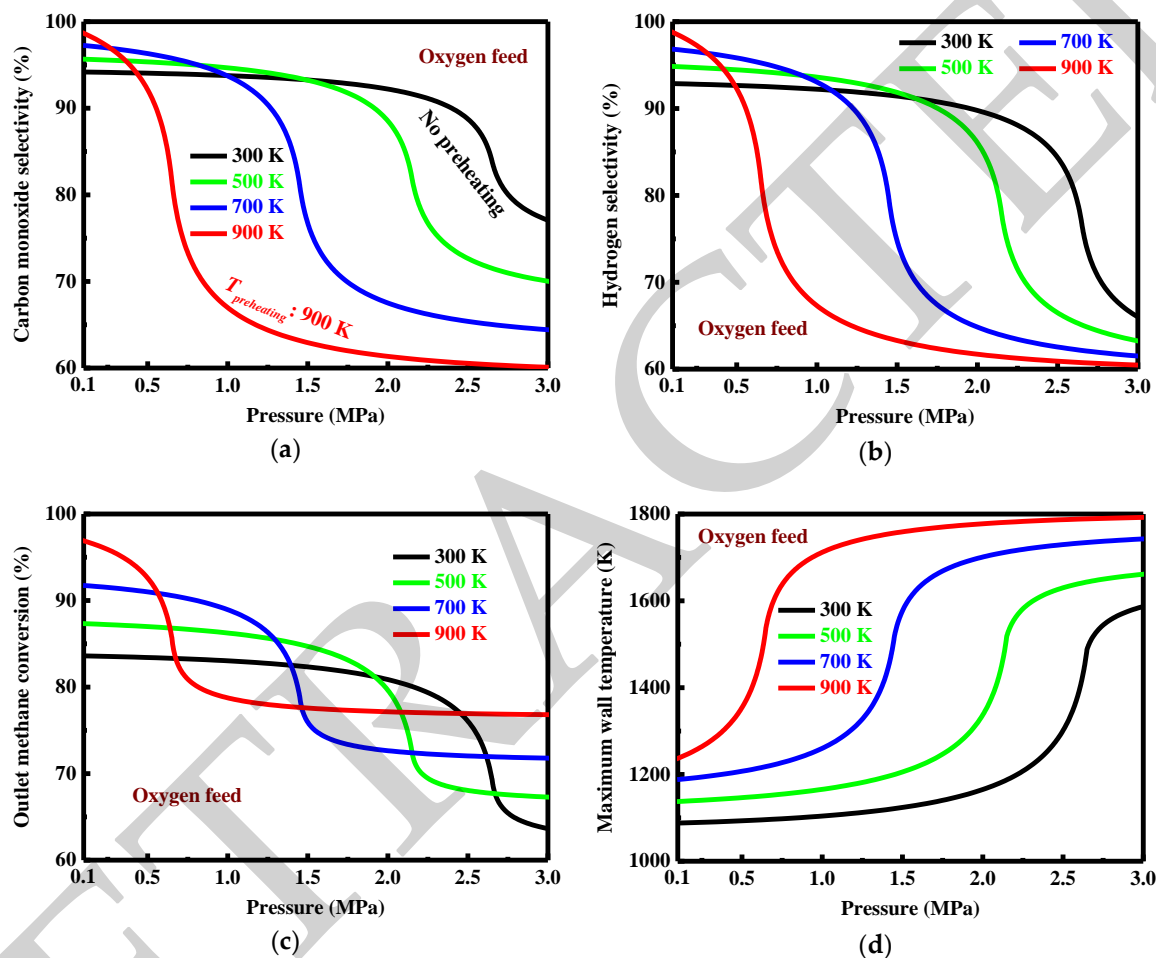 100
90
80
70
60
Carbon monoxide selectivity (%)
Oxygen feed
No preheating
300 K
500 K
700 K
900 K
T preheating : 900 K
0.1 0.5 1.0 1.5 2.0 2.5 3.0
Pressure (MPa)
(a)
100
90
80
70
60
Hydrogen selectivity (%)
300 K 700 K
500 K 900 K
Oxygen feed
0.1 0.5 1.0 1.5 2.0 2.5 3.0
Pressure (MPa)
(b)
100
90
80
70
60
Outlet methane conversion (%)
300 K
500 K
700 K
900 K
Oxygen feed
0.1 0.5 1.0 1.5 2.0 2.5 3.0
Pressure (MPa)
(c)
1800
1600
1400
1200
1000
Maximum wall temperature (K)
Oxygen feed
300 K
500 K
700 K
900 K
0.1 0.5 1.0 1.5 2.0 2.5 3.0
Pressure (MPa)
(d)
ETRACTE